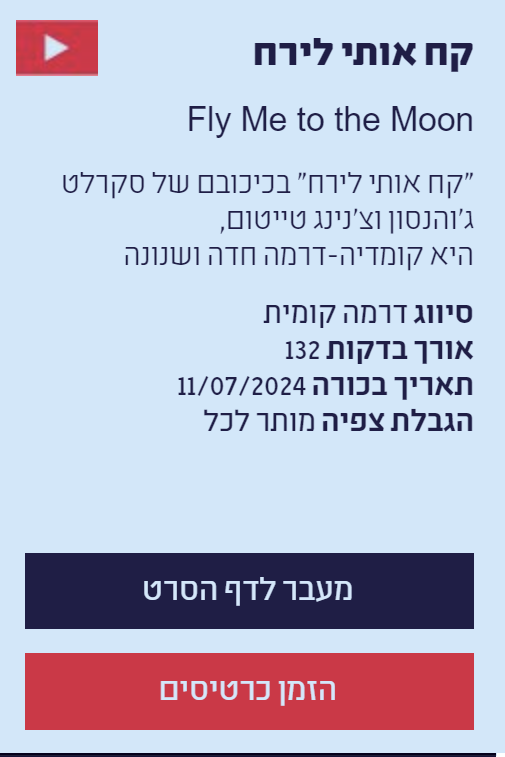 קח אותי לירח
Fly Me to the Moon
"קח אותי לירח" בכיכובם של סקרלט
ג'והנסון וצ'נינג טייטום,
היא קומדיה-דרמה חדה ושנונה
סיווג דרמה קומית
אורך בדקות 132
תאריך בכורה 11/07/2024
הגבלת צפיה מותר לכל
מעבר לדף הסרט
הזמן כרטיסים